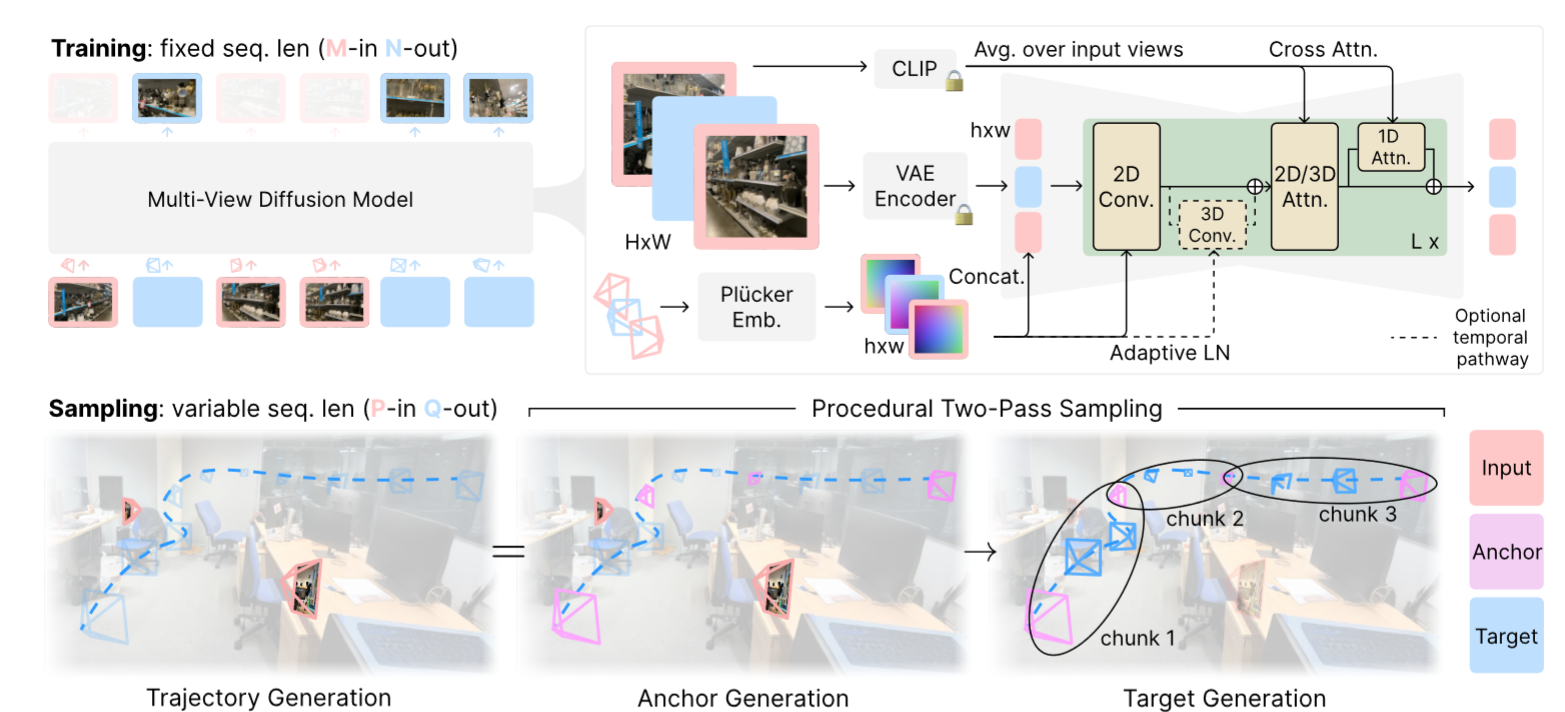 Training: fixed seq. len (M-in N-out)
Multi-View Diffusion Model
CLIP
Avg. over input views
Cross Attn.
HxW
VAE
Encoder
hxw
2D
Conv.
3D
Conv.
2D/3D
Attn.
1D
Attn.
L x
Plücker
Emb.
hxw
Concat.
Adaptive LN
Optional
temporal
pathway
Sampling: variable seq. len (P-in Q-out)
Procedural Two-Pass Sampling
=
chunk 1
chunk 2
chunk 3
Input
Anchor
Target
Trajectory Generation
Anchor Generation
Target Generation